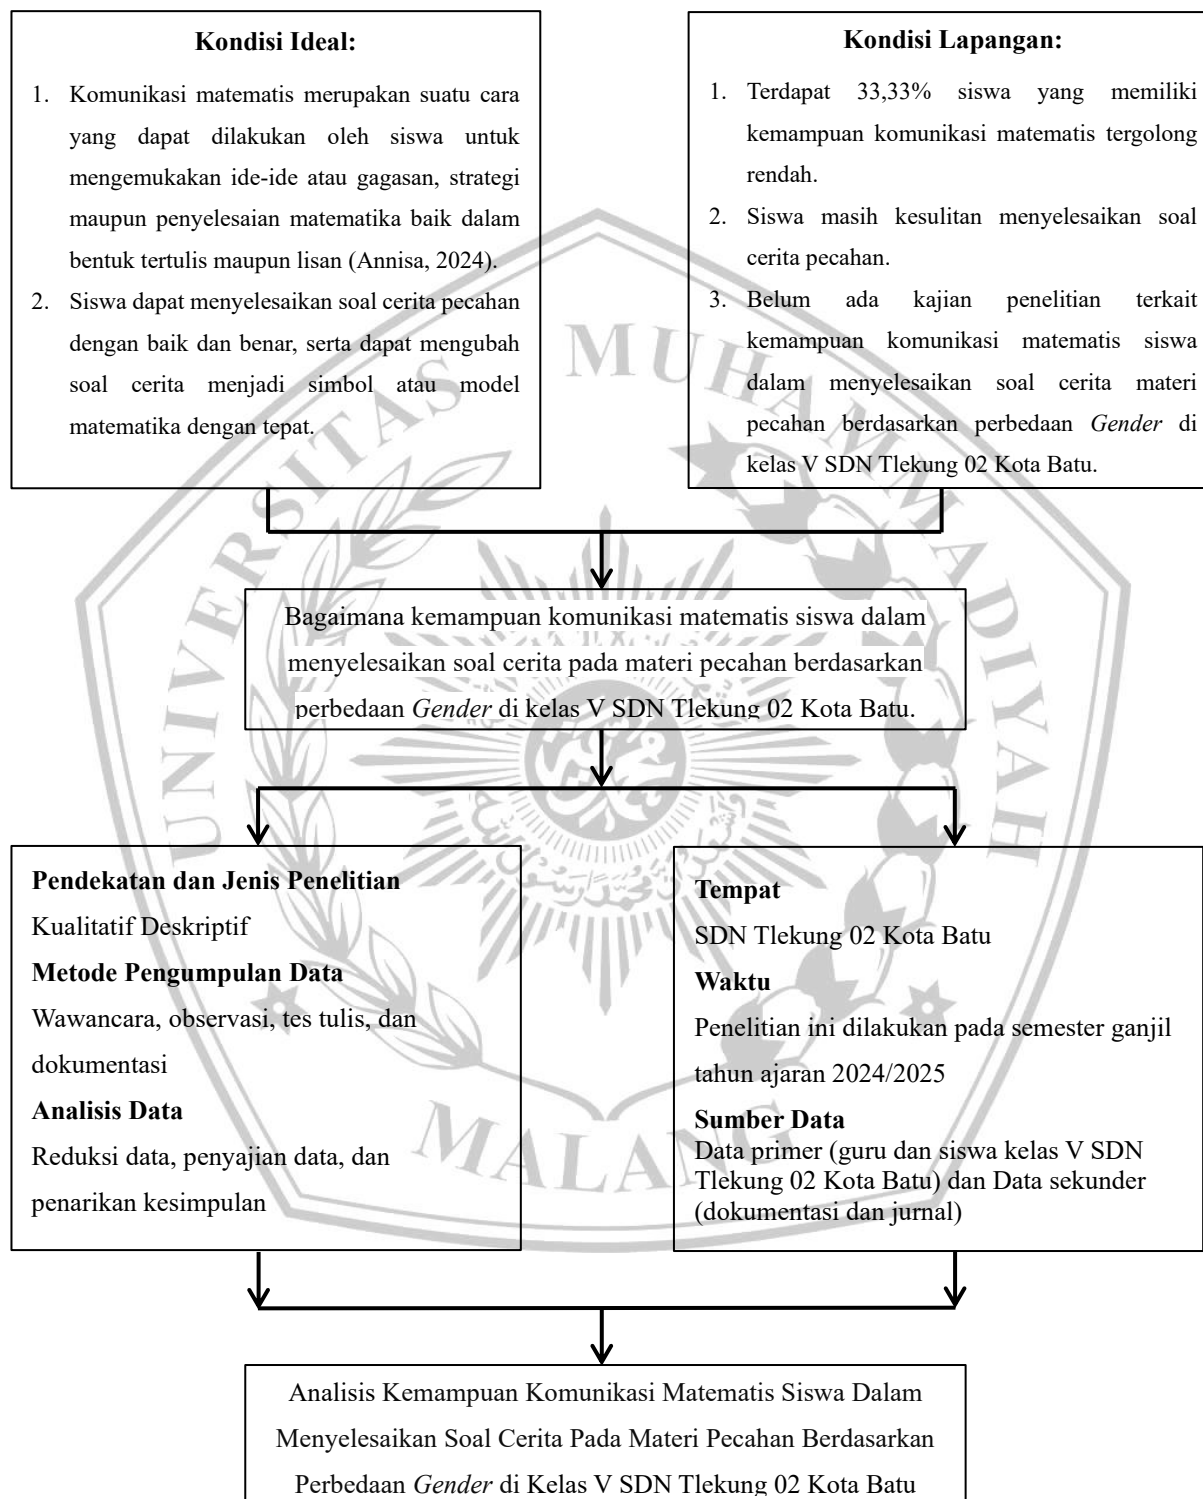 Kondisi Ideal:
1. Komunikasi matematis merupakan suatu cara
yang dapat dilakukan oleh siswa untuk
mengemukakan ide-ide atau gagasan, strategi
maupun penyelesaian matematika baik dalam
bentuk tertulis maupun lisan (Annisa, 2024).
2. Siswa dapat menyelesaikan soal cerita pecahan
dengan baik dan benar, serta dapat mengubah
soal cerita menjadi simbol atau model
matematika dengan tepat.
Kondisi Lapangan:
1. Terdapat 33,33% siswa yang memiliki
kemampuan komunikasi matematis tergolong
rendah.
2. Siswa masih kesulitan menyelesaikan soal
cerita pecahan.
3. Belum ada kajian penelitian terkait
kemampuan komunikasi matematis siswa
dalam menyelesaikan soal cerita materi
pecahan berdasarkan perbedaan Gender di
kelas V SDN Tlekung 02 Kota Batu.
Bagaimana kemampuan komunikasi matematis siswa dalam
menyelesaikan soal cerita pada materi pecahan berdasarkan
perbedaan Gender di kelas V SDN Tlekung 02 Kota Batu.
Pendekatan dan Jenis Penelitian
Kualitatif Deskriptif
Metode Pengumpulan Data
Wawancara, observasi, tes tulis, dan
dokumentasi
Analisis Data
Reduksi data, penyajian data, dan
penarikan kesimpulan
Tempat
SDN Tlekung 02 Kota Batu
Waktu
Penelitian ini dilakukan pada semester ganjil
tahun ajaran 2024/2025
Sumber Data
Data primer (guru dan siswa kelas V SDN
Tlekung 02 Kota Batu) dan Data sekunder
(dokumentasi dan jurnal)
Analisis Kemampuan Komunikasi Matematis Siswa Dalam
Menyelesaikan Soal Cerita Pada Materi Pecahan Berdasarkan
Perbedaan Gender di Kelas V SDN Tlekung 02 Kota Batu
UNIVERSITAS MUHAMMADIYAH
MALANG